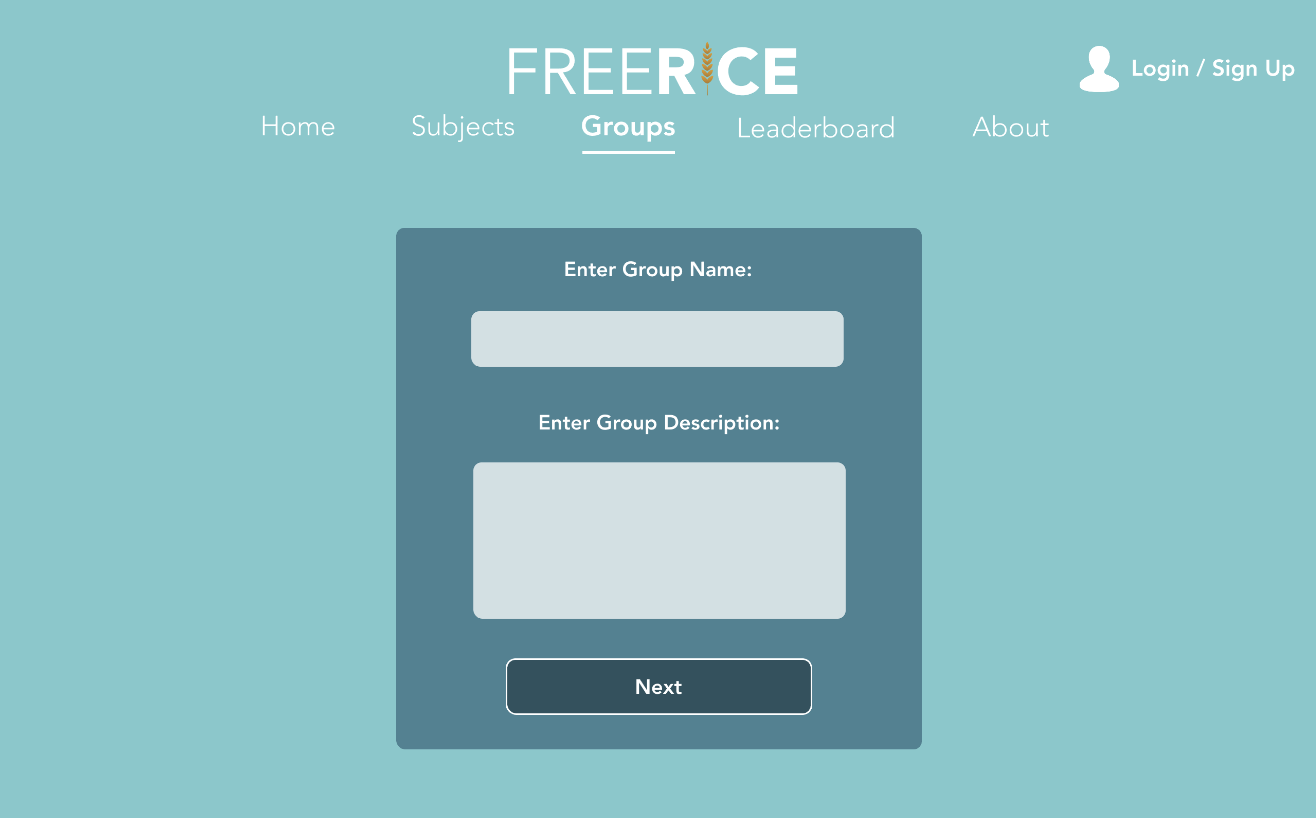 FREERICE
Login / Sign Up
Home Subjects Groups Leaderboard About
Enter Group Name:
Enter Group Description:
Next